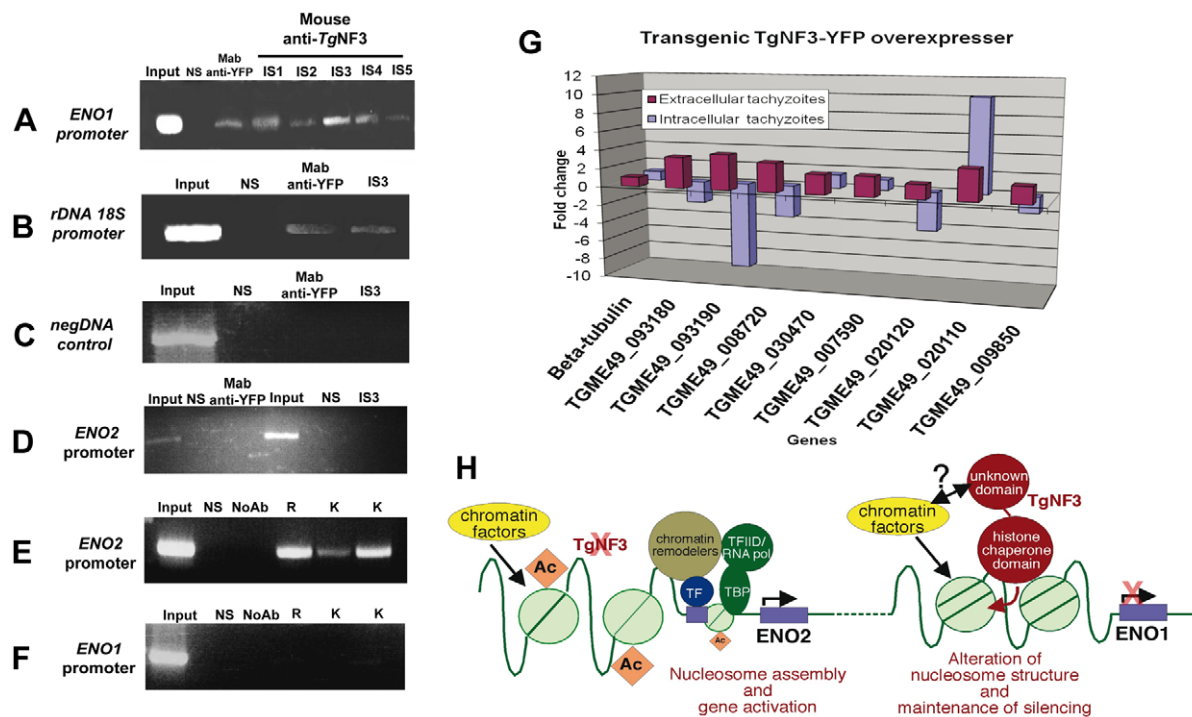 Mouse
anti-TgNF3
Mab
Input NS anti-YFP IS1 IS2 IS3 IS4 IS5
A ENO1
promoter
Mab
Input NS anti-YFP IS3
B rDNA 18S
promoter
Mab
Input NS anti-YFP IS3
C negDNA
control
Mab
Input NS anti-YFP Input NS IS3
D ENO2
promoter
Input NS NoAb R K K
E ENO2
promoter
Input NS NoAb R K K
F ENO1
promoter
G
Transgenic TgNF3-YFP overexpresser
12
10
8
6
4
2
0
-2
-4
-6
-8
-10
Fold change
Extracellular tachyzoites
Intracellular tachyzoites
Beta-tubulin
TGME49_093180
TGME49_093190
TGME49_008720
TGME49_030470
TGME49_007590
TGME49_020120
TGME49_020110
TGME49_009850
Genes
H
chromatin
factors
Ac
TgNF3
X
Ac
chromatin
remodelers
TFIID/
RNA pol
TF
TBP
Ac
ENO2
Nucleosome assembly
and
gene activation
?
unknown
domain
TgNF3
chromatin
factors
histone
chaperone
domain
X
ENO1
Alteration of
nucleosome structure
and
maintenance of silencing